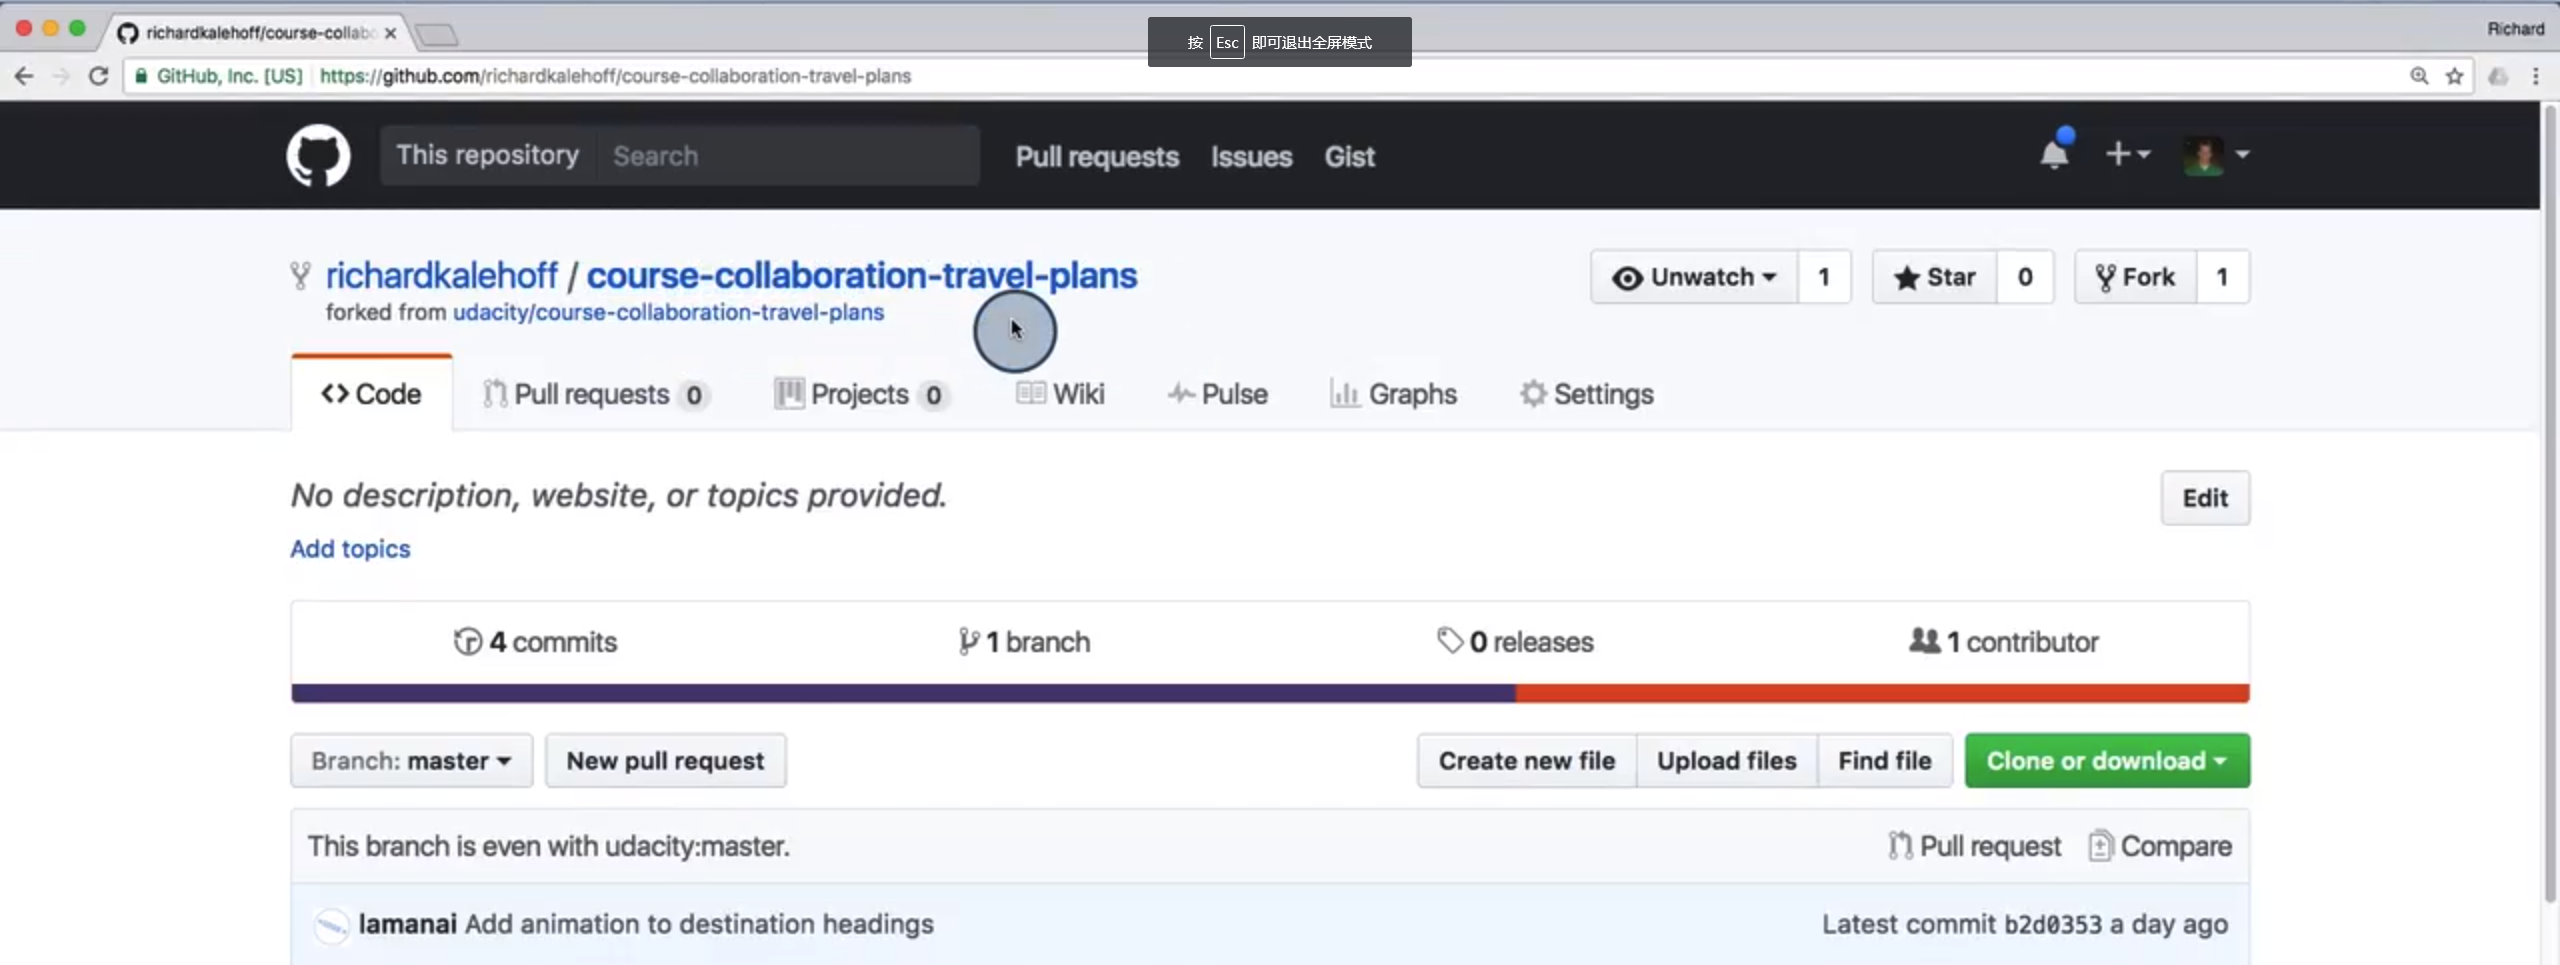 richardkalehoff/course-collabo
Richard
按 Esc 即可退出全屏模式
GitHub, Inc. [US] https://github.com/richardkalehoff/course-collaboration-travel-plans
This repository Search Pull requests Issues Gist
richardkalehoff / course-collaboration-travel-plans
Unwatch 1 Star 0 Fork 1
forked from udacity/course-collaboration-travel-plans
<> Code Pull requests 0 Projects 0 Wiki Pulse Graphs Settings
No description, website, or topics provided.
Edit
Add topics
4 commits 1 branch 0 releases 1 contributor
Branch: master New pull request Create new file Upload files Find file Clone or download
This branch is even with udacity:master. Pull request Compare
lamanai Add animation to destination headings Latest commit b2d0353 a day ago